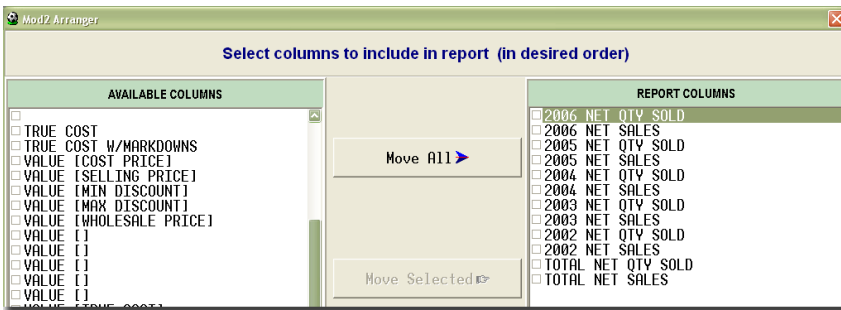 Mod2 Arranger
Select columns to include in report (in desired order)
AVAILABLE COLUMNS
TRUE COST
TRUE COST W/MARKDOWNS
VALUE [COST PRICE]
VALUE [SELLING PRICE]
VALUE [MIN DISCOUNT]
VALUE [MAX DISCOUNT]
VALUE [WHOLESALE PRICE]
VALUE []
VALUE []
VALUE []
VALUE []
VALUE []
VALUE [TRUE COST]
Move All
Move Selected
REPORT COLUMNS
2006 NET QTY SOLD
2006 NET SALES
2005 NET QTY SOLD
2005 NET SALES
2004 NET QTY SOLD
2004 NET SALES
2003 NET QTY SOLD
2003 NET SALES
2002 NET QTY SOLD
2002 NET SALES
TOTAL NET QTY SOLD
TOTAL NET SALES